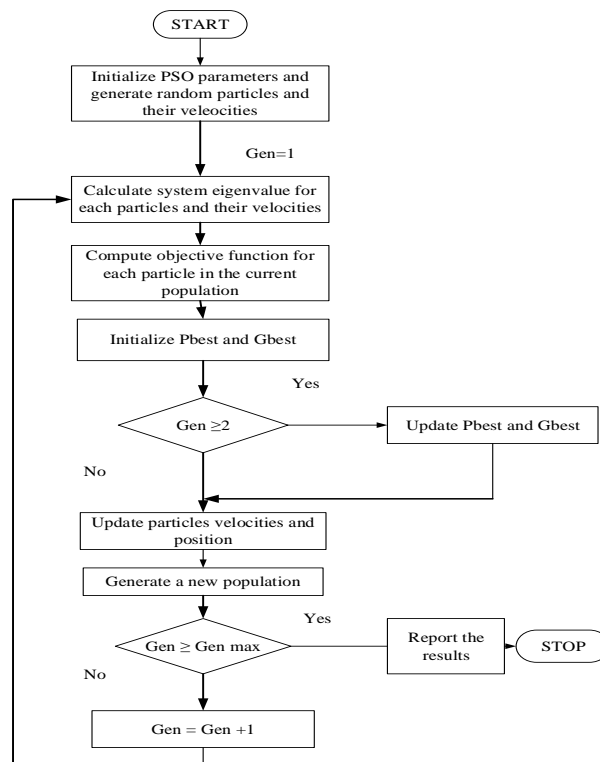 START
Initialize PSO parameters and
generate random particles and
their veleocities
Gen=1
Calculate system eigenvalue for
each particles and their velocities
Compute objective function for
each particle in the current
population
Initialize Pbest and Gbest
Yes
Gen ≥2
Update Pbest and Gbest
No
Update particles velocities and
position
Generate a new population
Yes
Gen ≥ Gen max
Report the
results
STOP
No
Gen = Gen +1